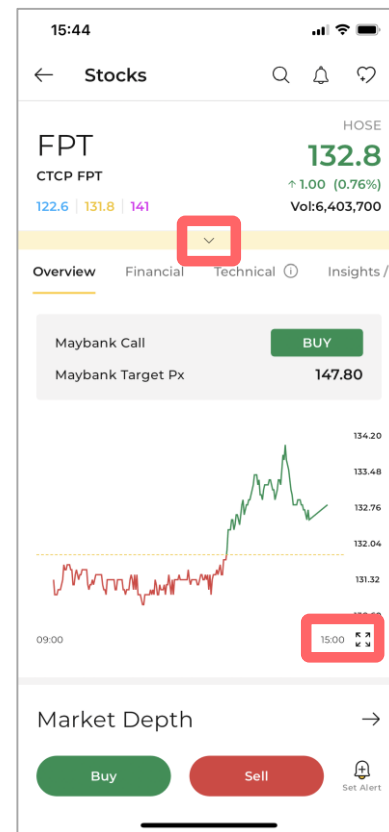 15:44
Stocks
HOSE
FPT
132.8
CTCP FPT
↑ 1.00 (0.76%)
122.6 | 131.8 | 141
Vol:6,403,700
Overview Financial Technical Insights /
Maybank Call BUY
Maybank Target Px 147.80
134.20
133.48
132.76
132.04
131.32
09:00 15:00
Market Depth
Buy Sell
Set Alert